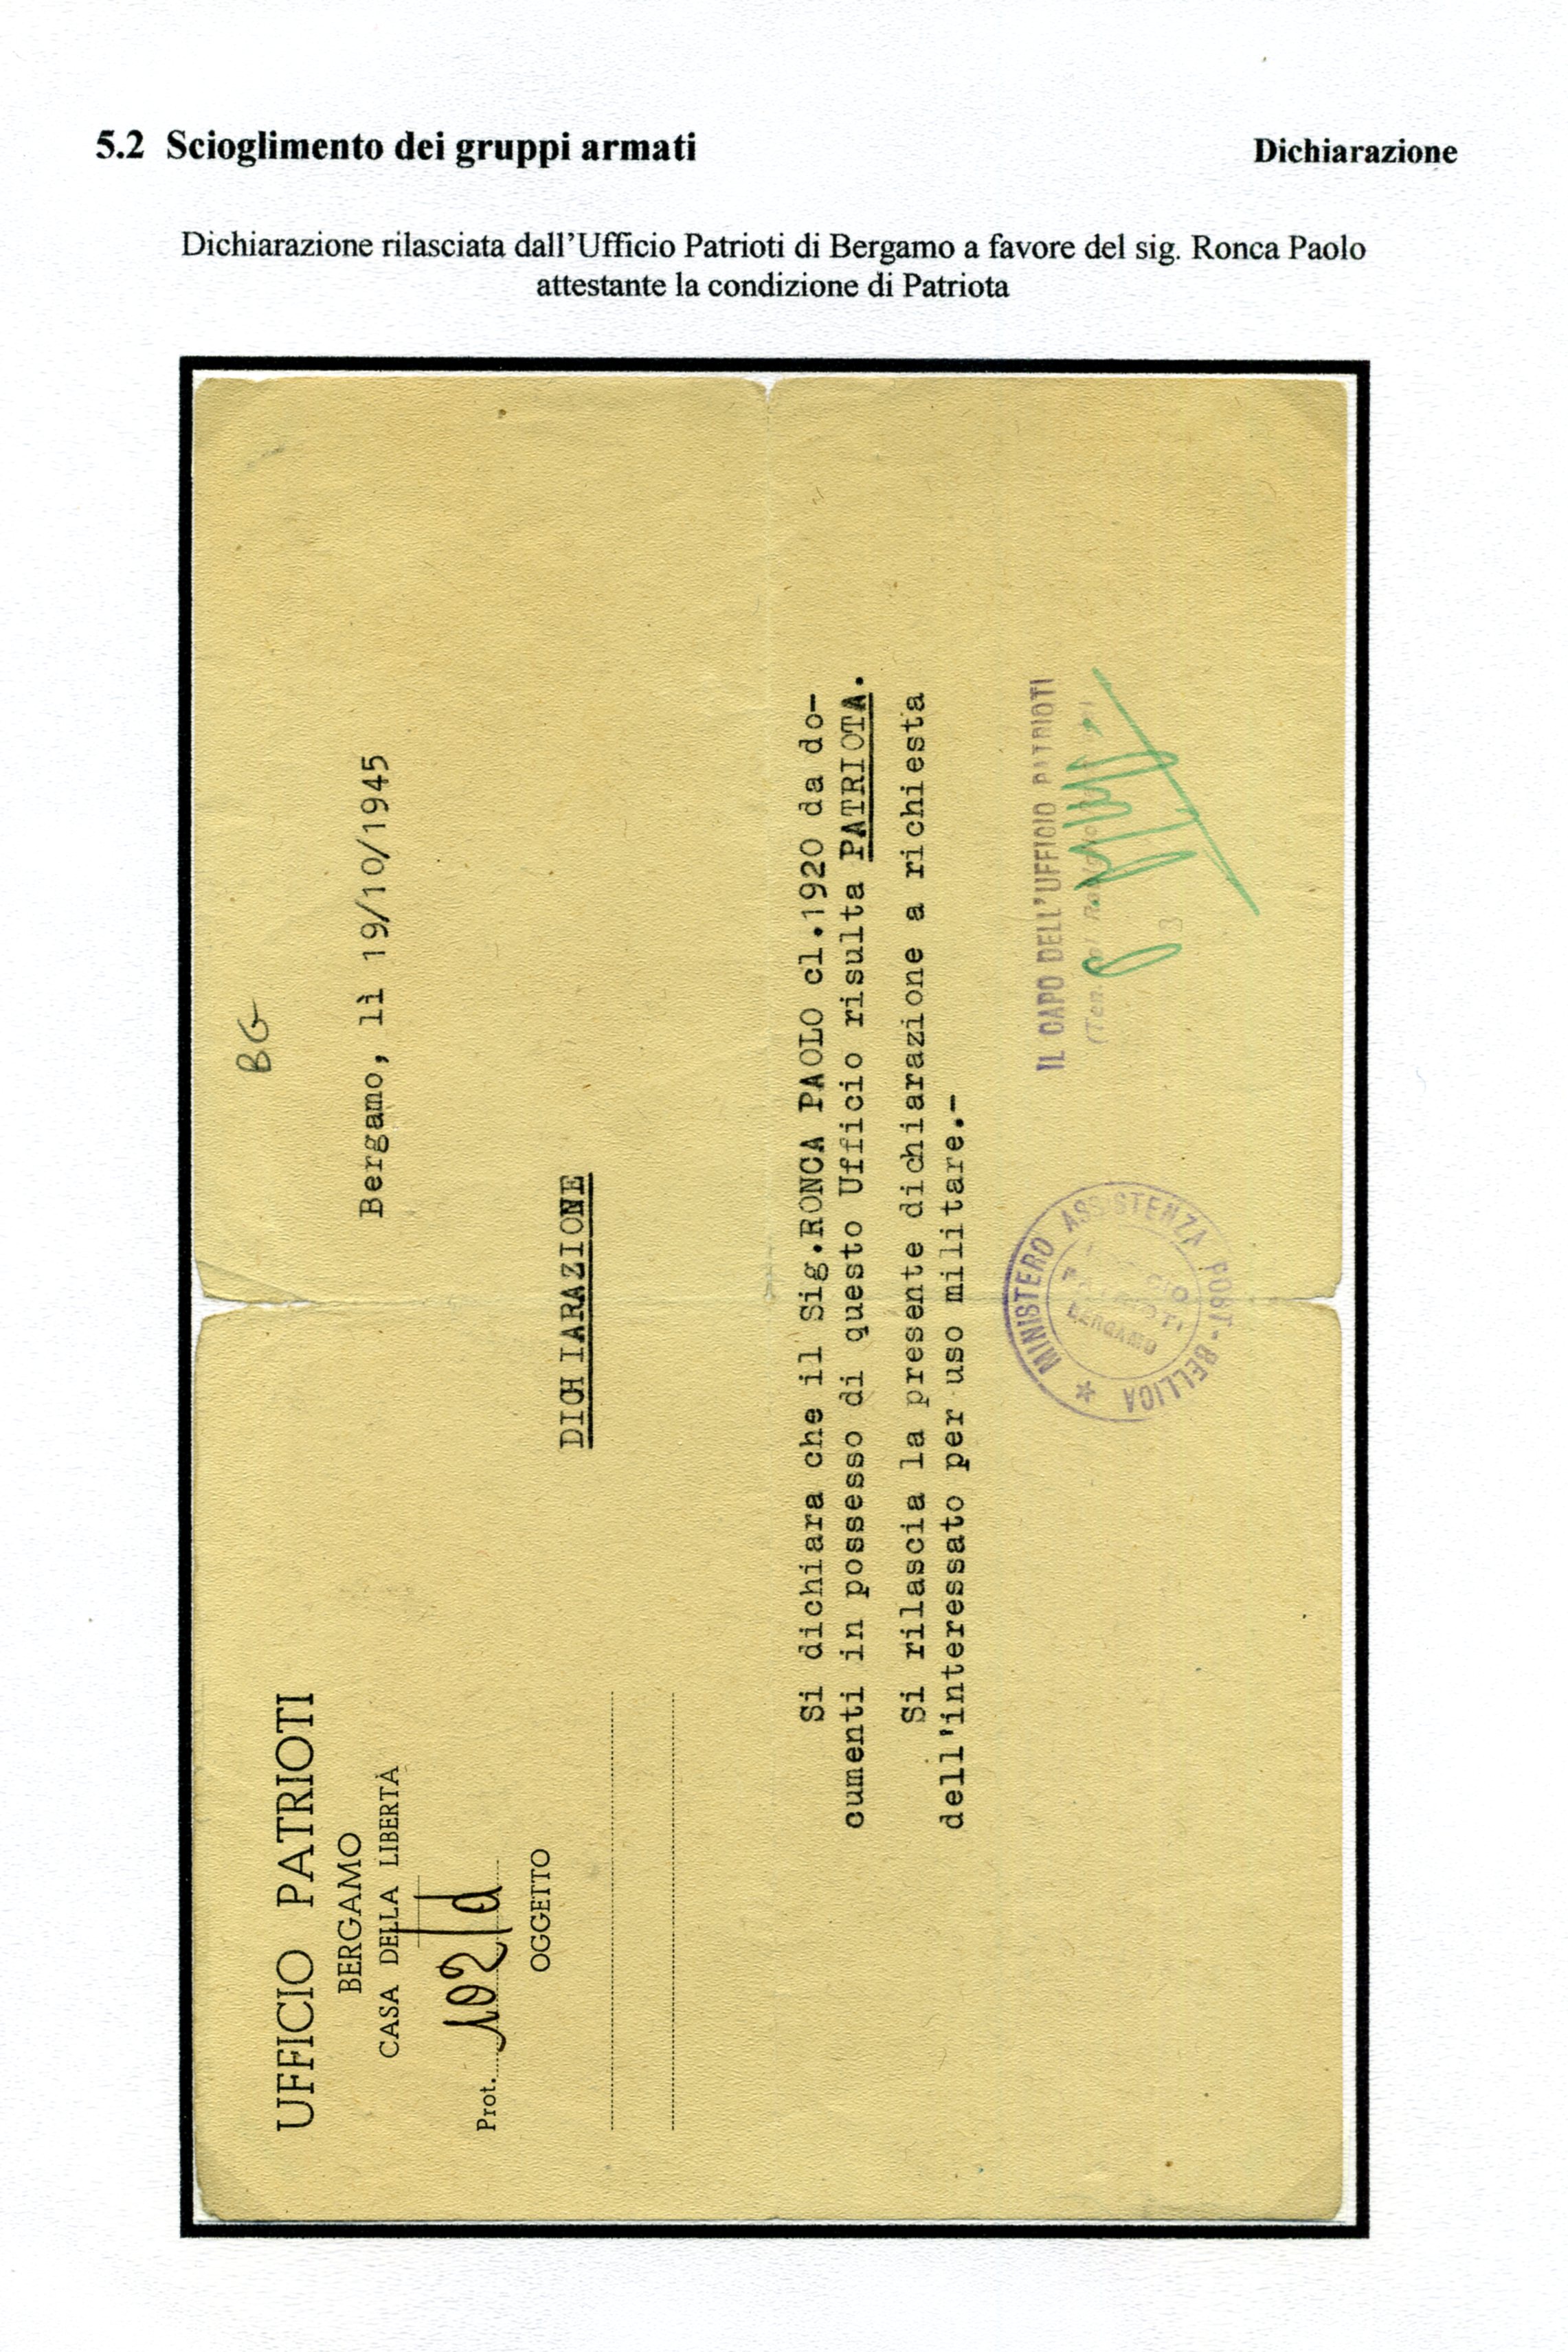 5.2 Scioglimento dei gruppi armati
Dichiarazione
Dichiarazione rilasciata dall'Ufficio Patrioti di Bergamo a favore del sig. Ronca Paolo
attestante la condizione di Patriota
BG
UFFICIO PATRIOTI
BERGAMO
CASA DELLA LIBERTÀ
Bergamo, lì 19/10/1945
Prot. 102/d
OGGETTO
DICHIARAZIONE
Si dichiara che il Sig.RONCA PAOLO cl.1920 da do-
cumenti in possesso di questo Ufficio risulta PATRIOTA.
Si rilascia la presente dichiarazione a richiesta
dell'interessato per uso militare.-
IL CAPO DELL'UFFICIO PATRIOTI
(Ten.
MINISTERO ASSISTENZA POST-BELLICA
UFFICIO
PATRIOTI
BERGAMO